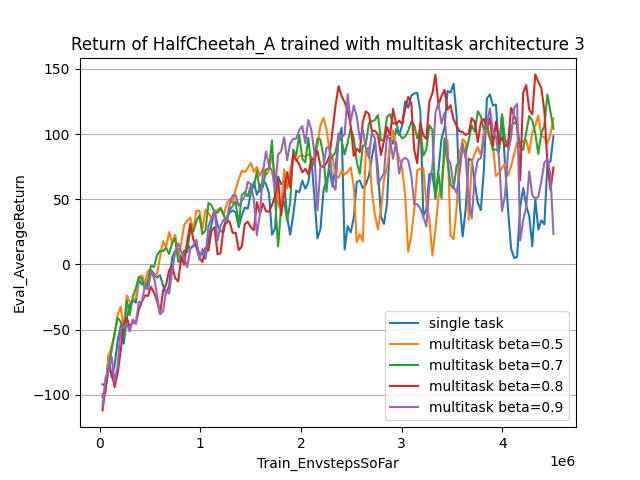 Return of HalfCheetah_A trained with multitask architecture 3
150
100
50
0
−50
−100
Eval_AverageReturn
0
1
2
3
4
1e6
Train_EnvstepsSoFar
single task
multitask beta=0.5
multitask beta=0.7
multitask beta=0.8
multitask beta=0.9